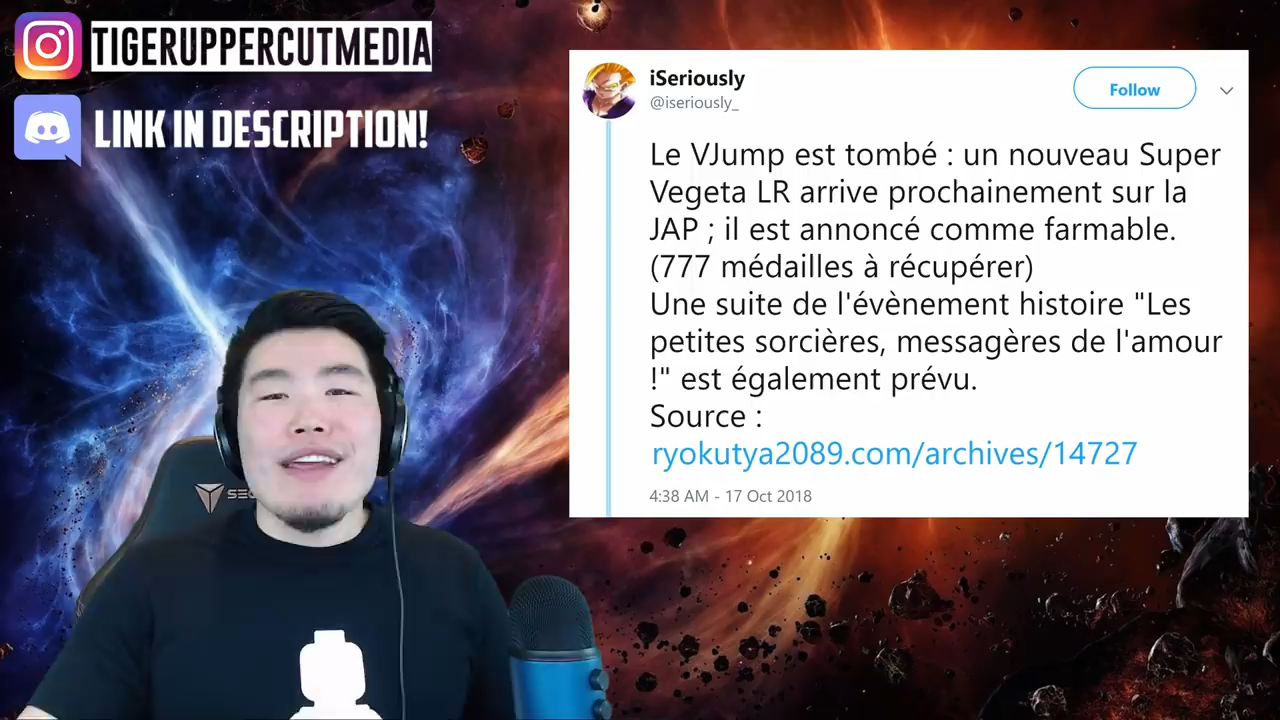 TIGERUPPERCUTMEDIA
LINK IN DESCRIPTION!
iSeriously
@iseriously_
Follow
Le VJump est tombé : un nouveau Super
Vegeta LR arrive prochainement sur la
JAP ; il est annoncé comme farmable.
(777 médailles à récupérer)
Une suite de l'évènement histoire "Les
petites sorcières, messagères de l'amour
!" est également prévu.
Source :
ryokutya2089.com/archives/14727
4:38 AM - 17 Oct 2018